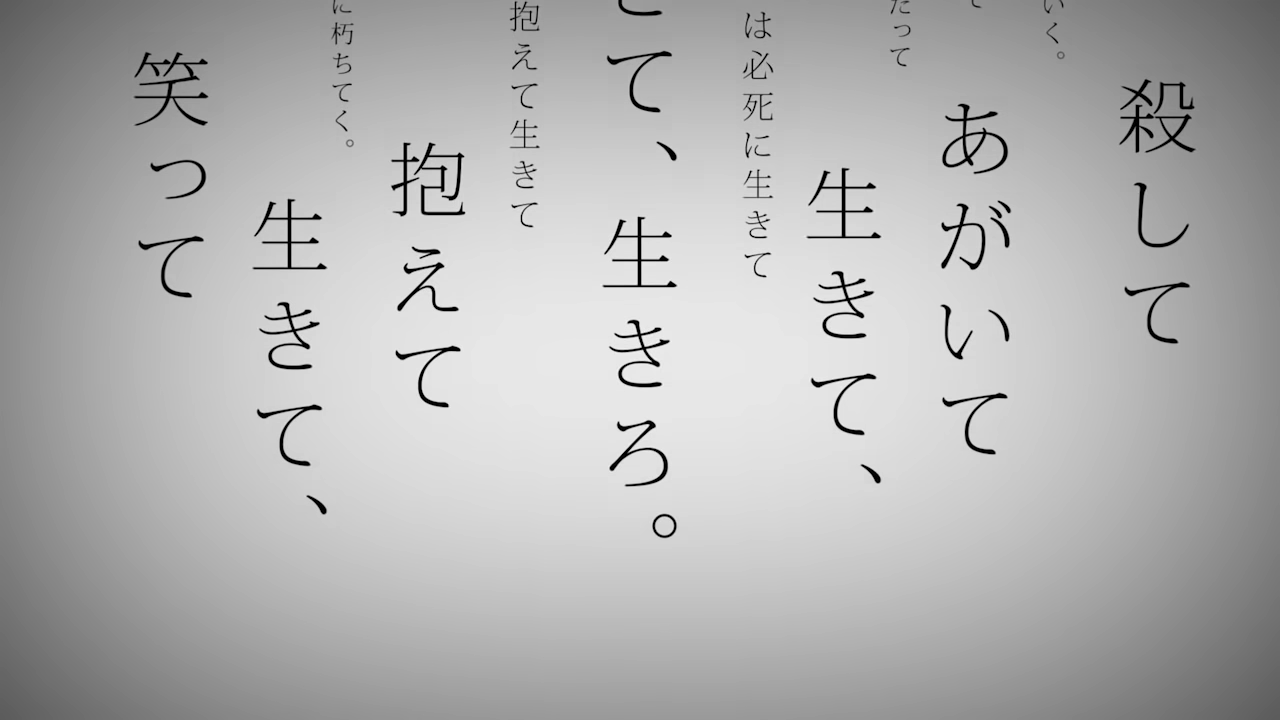 殺して
いく。
て
あがいて
たって
生きて、
は必死に生きて
て、生きろ。
抱えて生きて
抱えて
に朽ちてく。
生きて、
笑って